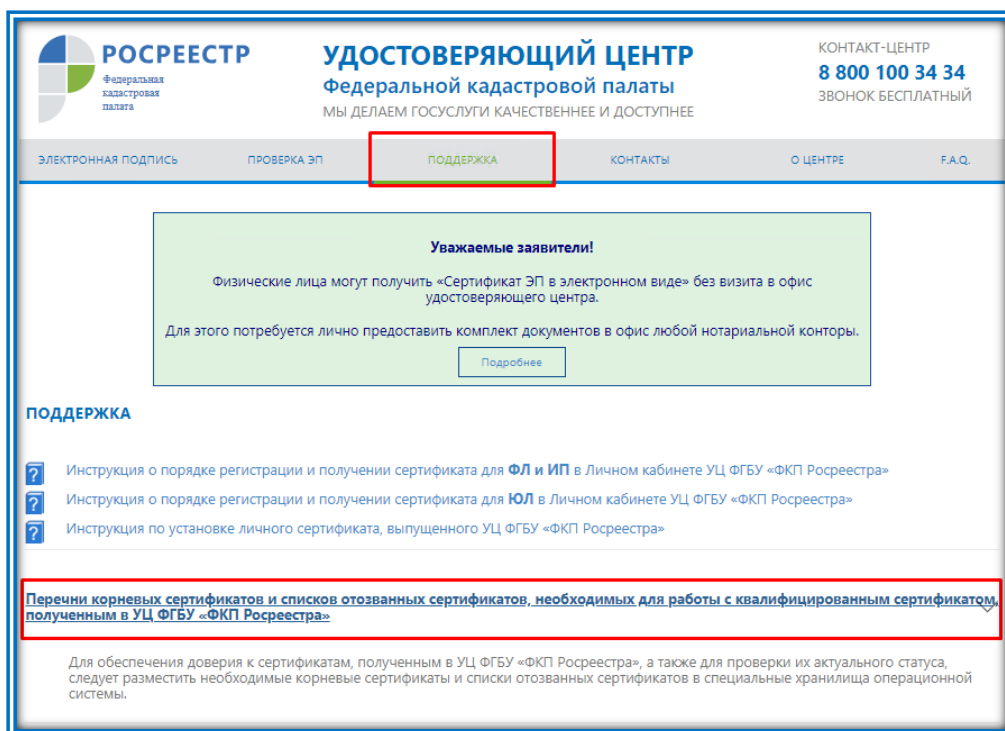 РОСРЕЕСТР
Федеральная
кадастровая
палата
УДОСТОВЕРЯЮЩИЙ ЦЕНТР
Федеральной кадастровой палаты
МЫ ДЕЛАЕМ ГОСУСЛУГИ КАЧЕСТВЕННЕЕ И ДОСТУПНЕЕ
КОНТАКТ-ЦЕНТР
8 800 100 34 34
ЗВОНОК БЕСПЛАТНЫЙ
ЭЛЕКТРОННАЯ ПОДПИСЬ ПРОВЕРКА ЭП ПОДДЕРЖКА КОНТАКТЫ О ЦЕНТРЕ F.A.Q.
Уважаемые заявители!
Физические лица могут получить «Сертификат ЭП в электронном виде» без визита в офис
удостоверяющего центра.
Для этого потребуется лично предоставить комплект документов в офис любой нотариальной конторы.
Подробнее
ПОДДЕРЖКА
? Инструкция о порядке регистрации и получении сертификата для ФЛ и ИП в Личном кабинете УЦ ФГБУ «ФКП Росреестра»
? Инструкция о порядке регистрации и получении сертификата для ЮЛ в Личном кабинете УЦ ФГБУ «ФКП Росреестра»
? Инструкция по установке личного сертификата, выпущенного УЦ ФГБУ «ФКП Росреестра»
Перечни корневых сертификатов и списков отозванных сертификатов, необходимых для работы с квалифицированным сертификатом,
полученным в УЦ ФГБУ «ФКП Росреестра»
Для обеспечения доверия к сертификатам, полученным в УЦ ФГБУ «ФКП Росреестра», а также для проверки их актуального статуса,
следует разместить необходимые корневые сертификаты и списки отозванных сертификатов в специальные хранилища операционной
системы.